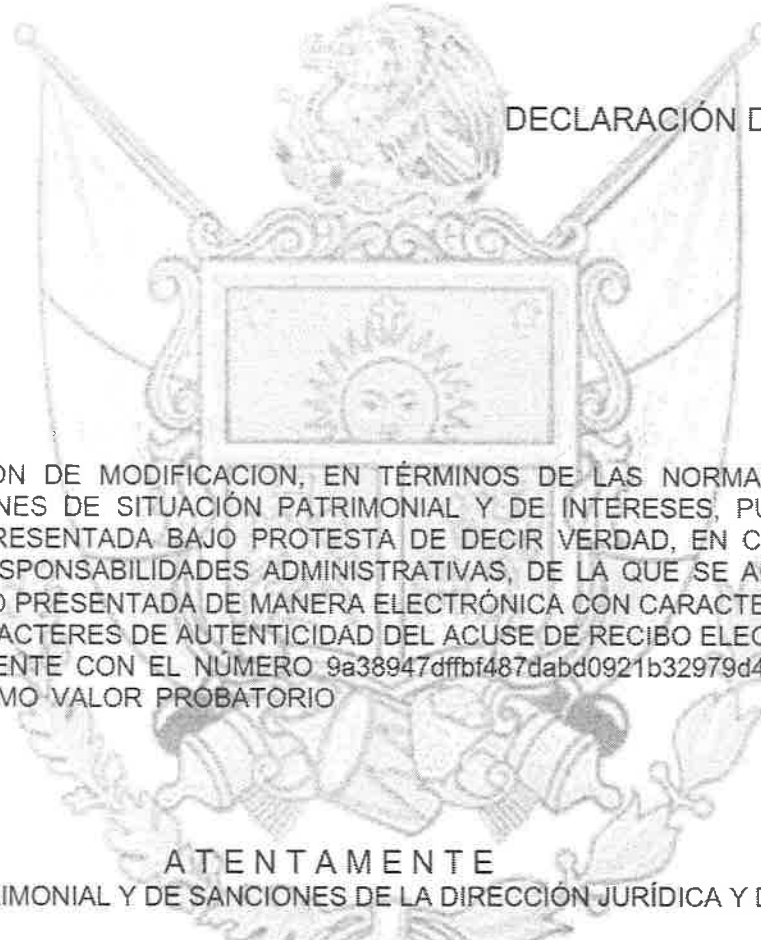 DECLARACIÓN D
ÓN DE MODIFICACION, EN TÉRMINOS DE LAS NORMA
NES DE SITUACIÓN PATRIMONIAL Y DE INTERESES, PU
RESENTADA BAJO PROTESTA DE DECIR VERDAD, EN C
SPONSABILIDADES ADMINISTRATIVAS, DE LA QUE SE A
O PRESENTADA DE MANERA ELECTRÓNICA CON CARACTE
ACTERES DE AUTENTICIDAD DEL ACUSE DE RECIBO ELEC
ENTE CON EL NÚMERO 9a38947dffbf487dabd0921b32979d4
MO VALOR PROBATORIO
A T E N T A M E N T E
RIMONIAL Y DE SANCIONES DE LA DIRECCIÓN JURÍDICA Y D